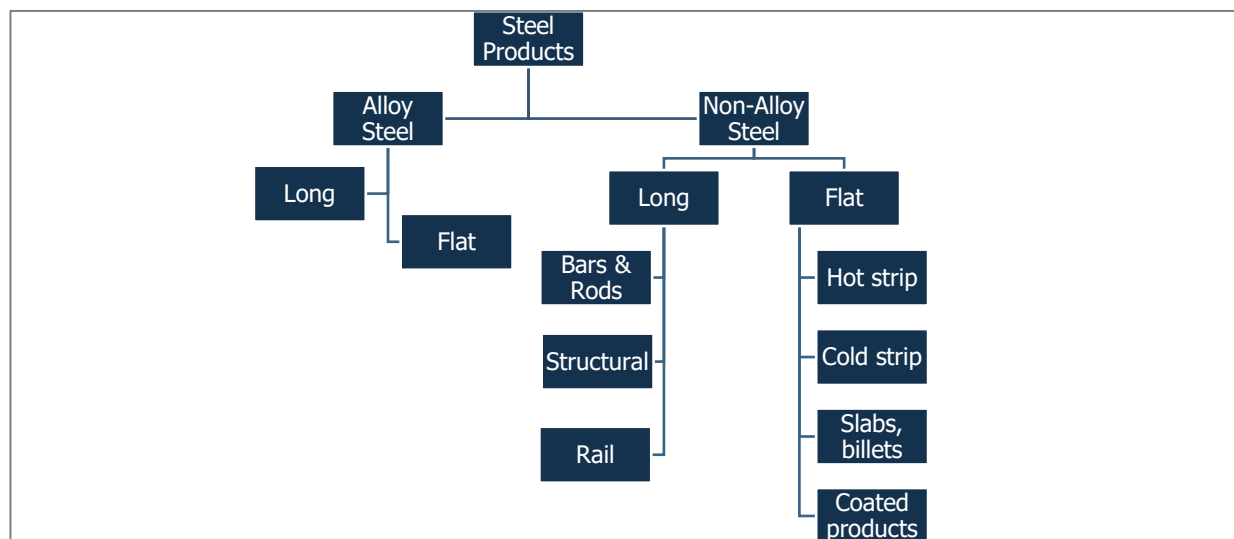 Steel
Products
Alloy
Steel
Non-Alloy
Steel
Long
Flat
Long
Flat
Bars &
Rods
Structural
Rail
Hot strip
Cold strip
Slabs,
billets
Coated
products